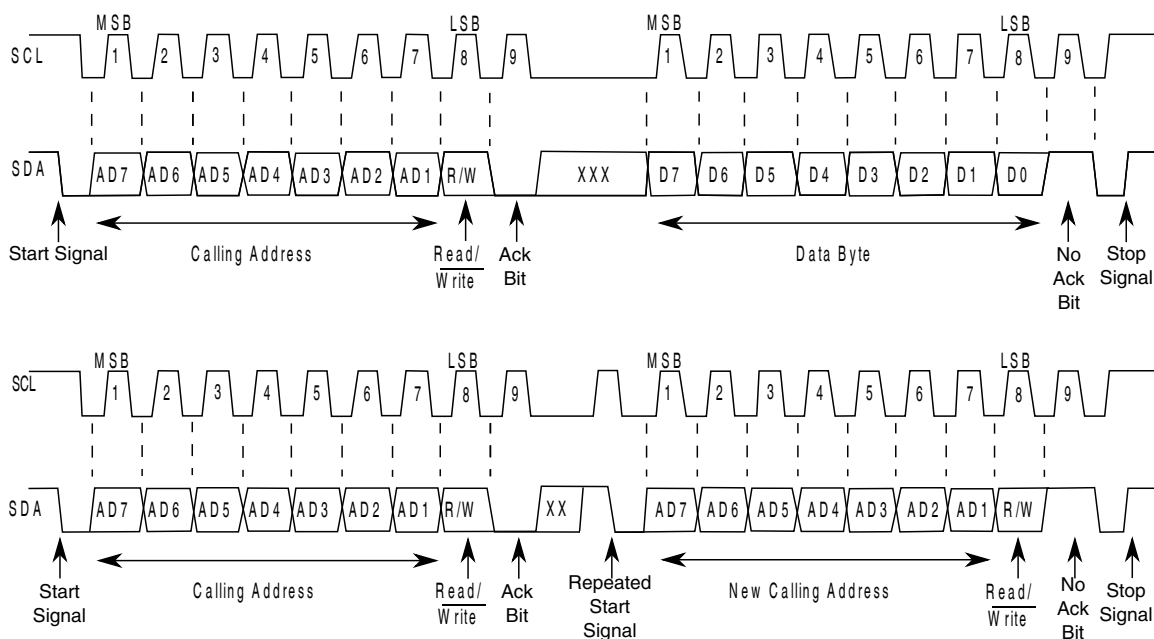 MSB LSB MSB LSB
SCL 1 2 3 4 5 6 7 8 9 1 2 3 4 5 6 7 8 9
SDA AD7 AD6 AD5 AD4 AD3 AD2 AD1 R/W XXX D7 D6 D5 D4 D3 D2 D1 D0
Start Signal Calling Address Read/ Ack Data Byte No Stop
Write Bit Ack Signal
Bit
MSB LSB MSB LSB
SCL 1 2 3 4 5 6 7 8 9 1 2 3 4 5 6 7 8 9
SDA AD7 AD6 AD5 AD4 AD3 AD2 AD1 R/W XX AD7 AD6 AD5 AD4 AD3 AD2 AD1 R/W
Start Calling Address Read/ Ack Repeated New Calling Address Read/ No Stop
Signal Write Bit Start Write Ack Signal
Signal Bit